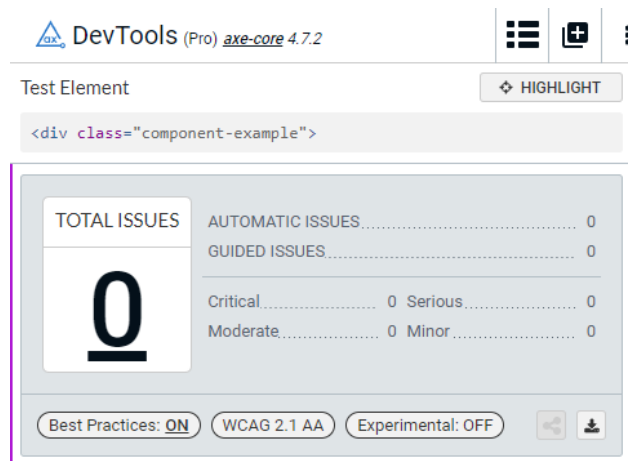 ax DevTools (Pro) axe-core 4.7.2
Test Element
HIGHLIGHT
<div class="component-example">
TOTAL ISSUES
0
AUTOMATIC ISSUES 0
GUIDED ISSUES 0
Critical 0 Serious 0
Moderate 0 Minor 0
Best Practices: ON WCAG 2.1 AA Experimental: OFF